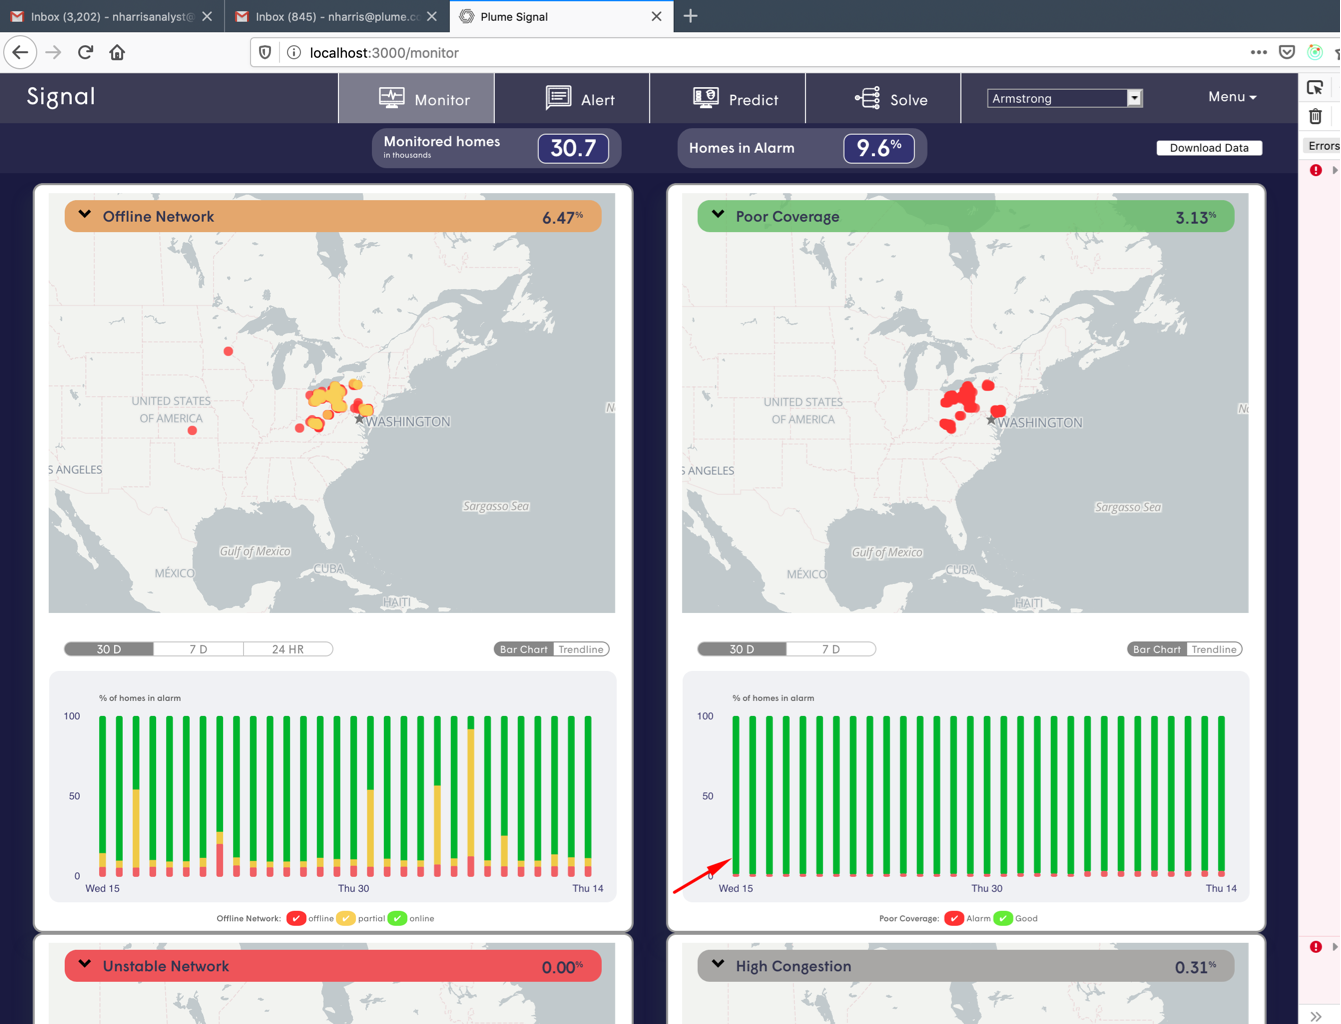 Inbox (3,202) - nharrisanalyst@
Inbox (845) - nharris@plume.c
Plume Signal
localhost:3000/monitor
Signal
Monitor
Alert
Predict
Solve
Armstrong
Menu
Monitored homes
in thousands
30.7
Homes in Alarm
9.6%
Download Data
Errors
Offline Network
6.47%
UNITED STATES
OF AMERICA
WASHINGTON
S ANGELES
Sargasso Sea
Gulf of Mexico
MÉXICO
CUBA
HAITI
N
30 D
7 D
24 HR
Bar Chart
Trendline
% of homes in alarm
100
50
0
Wed 15
Thu 30
Thu 14
Offline Network:
offline
partial
online
Poor Coverage
3.13%
UNITED STATES
OF AMERICA
WASHINGTON
S ANGELES
Sargasso Sea
Gulf of Mexico
MÉXICO
CUBA
HAITI
No
30 D
7 D
Bar Chart
Trendline
% of homes in alarm
100
50
0
Wed 15
Thu 30
Thu 14
Poor Coverage:
Alarm
Good
Unstable Network
0.00%
High Congestion
0.31%